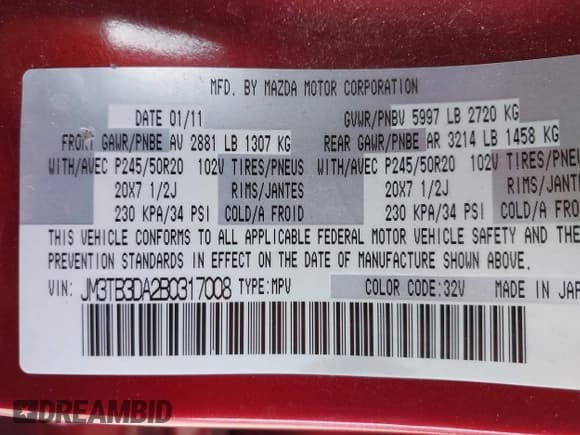 MFD. BY MAZDA MOTOR CORPORATION
DATE 01/11 GVWR/PNBV 5997 LB 2720 KG
FRONT GAWR/PNBE AV 2881 LB 1307 KG REAR GAWR/PNBE AR 3214 LB 1458 KG
WITH/AVEC P245/50R20 102V TIRES/PNEUS WITH/AVEC P245/50R20 102V TIRES/PNEUS
20X7 1/2J RIMS/JANTES 20X7 1/2J RIMS/JANTE
230 KPA/34 PSI COLD/A FROID 230 KPA/34 PSI COLD/A FROI
THIS VEHICLE CONFORMS TO ALL APPLICABLE FEDERAL MOTOR VEHICLE SAFETY AND THE
PREVENTION STANDARDS IN EFFECT ON THE DATE OF MANUFACTURE SHOWN ABOVE.
VIN: JM3TB3DA2B0317008 TYPE:MPV COLOR CODE:32V MADE IN JAP
DREAMBID